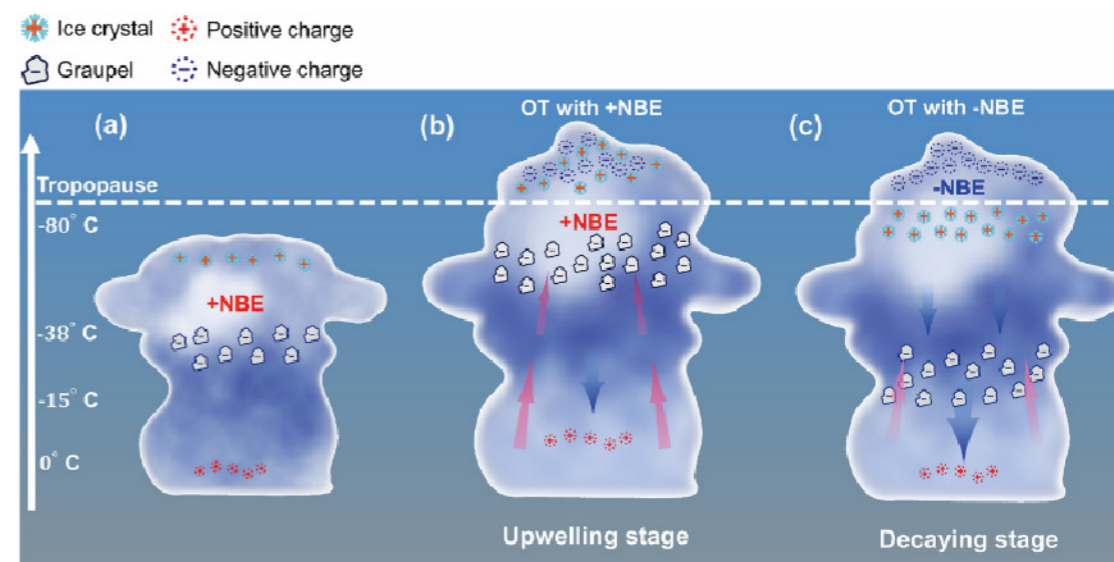 Ice crystal Positive charge
Graupel Negative charge
(a)
(b)
OT with +NBE
(c)
OT with -NBE
Tropopause
-80° C
-38° C
-15° C
0° C
+NBE
+NBE
-NBE
Upwelling stage
Decaying stage